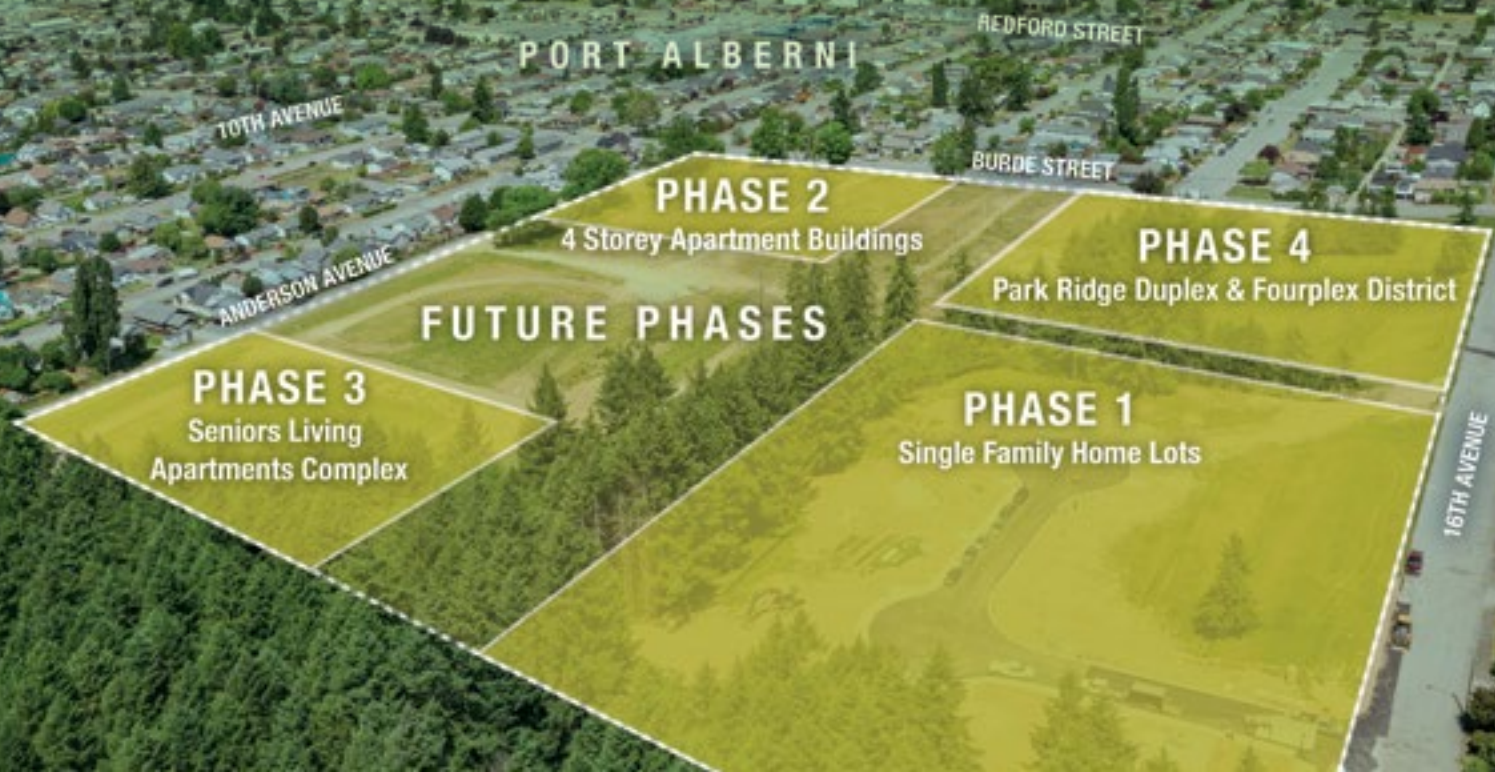 REDFORD STREET
PORT ALBERNI
10TH AVENUE
BURDE STREET
PHASE 2
4 Storey Apartment Buildings
PHASE 4
Park Ridge Duplex & Fourplex District
ANDERSON AVENUE
FUTURE PHASES
PHASE 3
Seniors Living
Apartments Complex
PHASE 1
Single Family Home Lots
16TH AVENUE